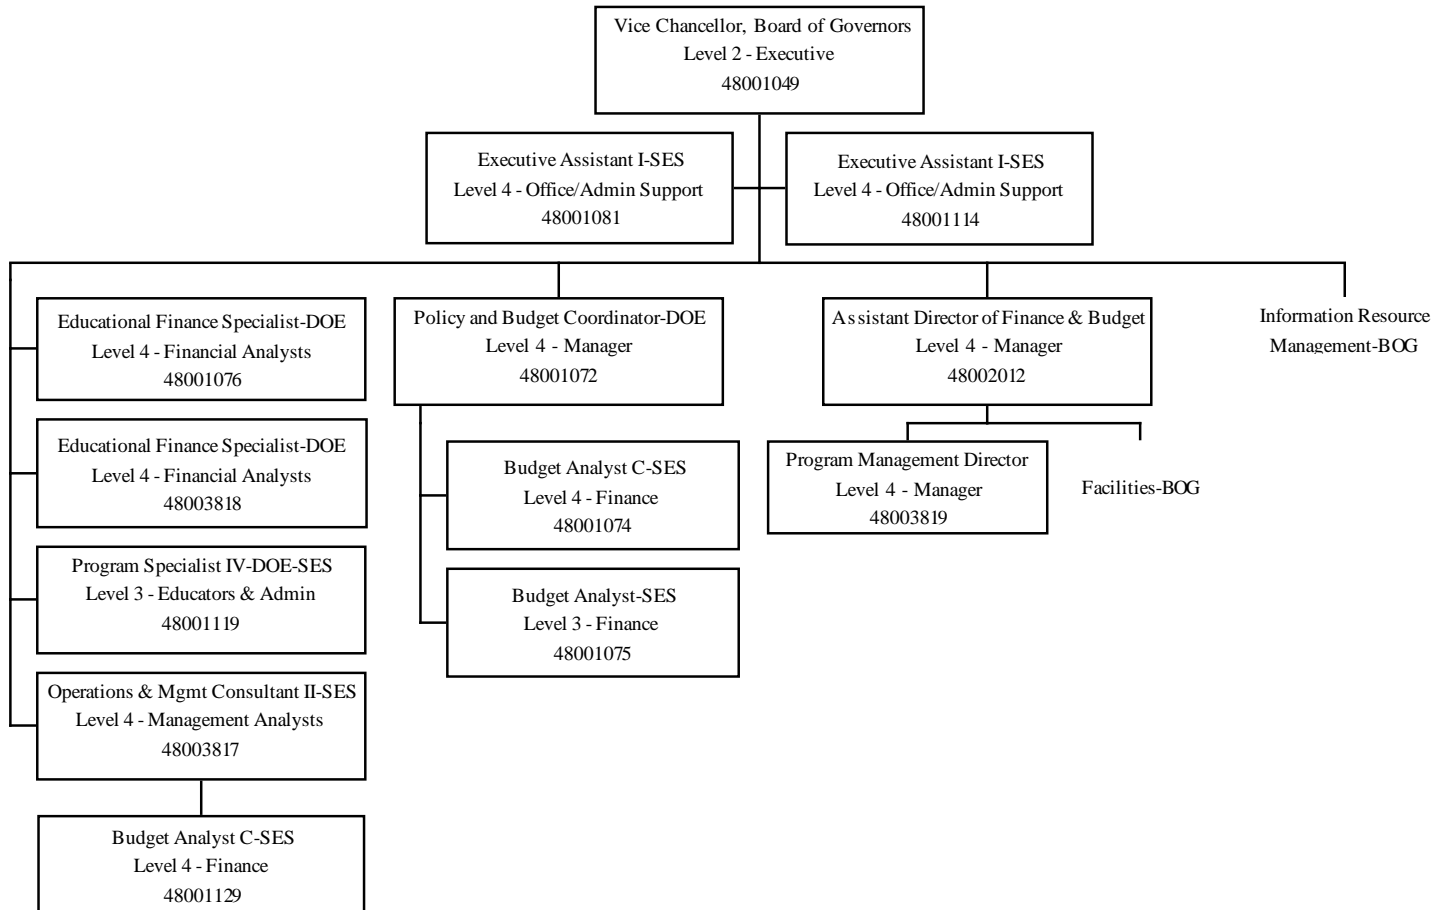 Vice Chancellor, Board of Governors
Level 2 - Executive
48001049
Executive Assistant I-SES
Level 4 - Office/Admin Support
48001081
Executive Assistant I-SES
Level 4 - Office/Admin Support
48001114
Educational Finance Specialist-DOE
Level 4 - Financial Analysts
48001076
Educational Finance Specialist-DOE
Level 4 - Financial Analysts
48003818
Program Specialist IV-DOE-SES
Level 3 - Educators & Admin
48001119
Operations & Mgmt Consultant II-SES
Level 4 - Management Analysts
48003817
Budget Analyst C-SES
Level 4 - Finance
48001129
Policy and Budget Coordinator-DOE
Level 4 - Manager
48001072
Budget Analyst C-SES
Level 4 - Finance
48001074
Budget Analyst-SES
Level 3 - Finance
48001075
Assistant Director of Finance & Budget
Level 4 - Manager
48002012
Program Management Director
Level 4 - Manager
48003819
Facilities-BOG
Information Resource
Management-BOG